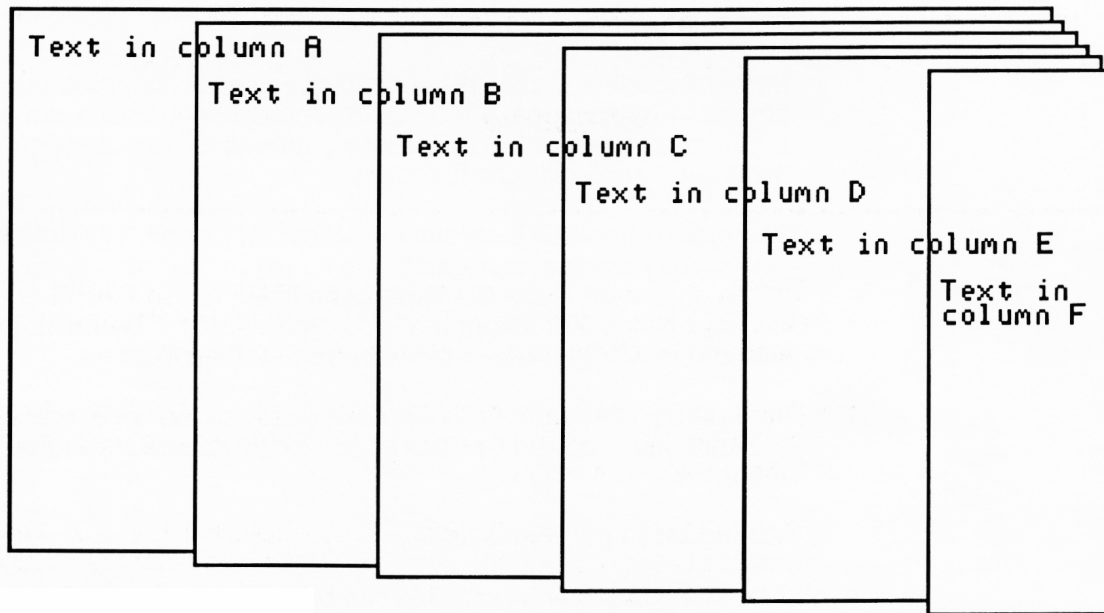 Text in column A
Text in column B
Text in column C
Text in column D
Text in column E
Text in
column F